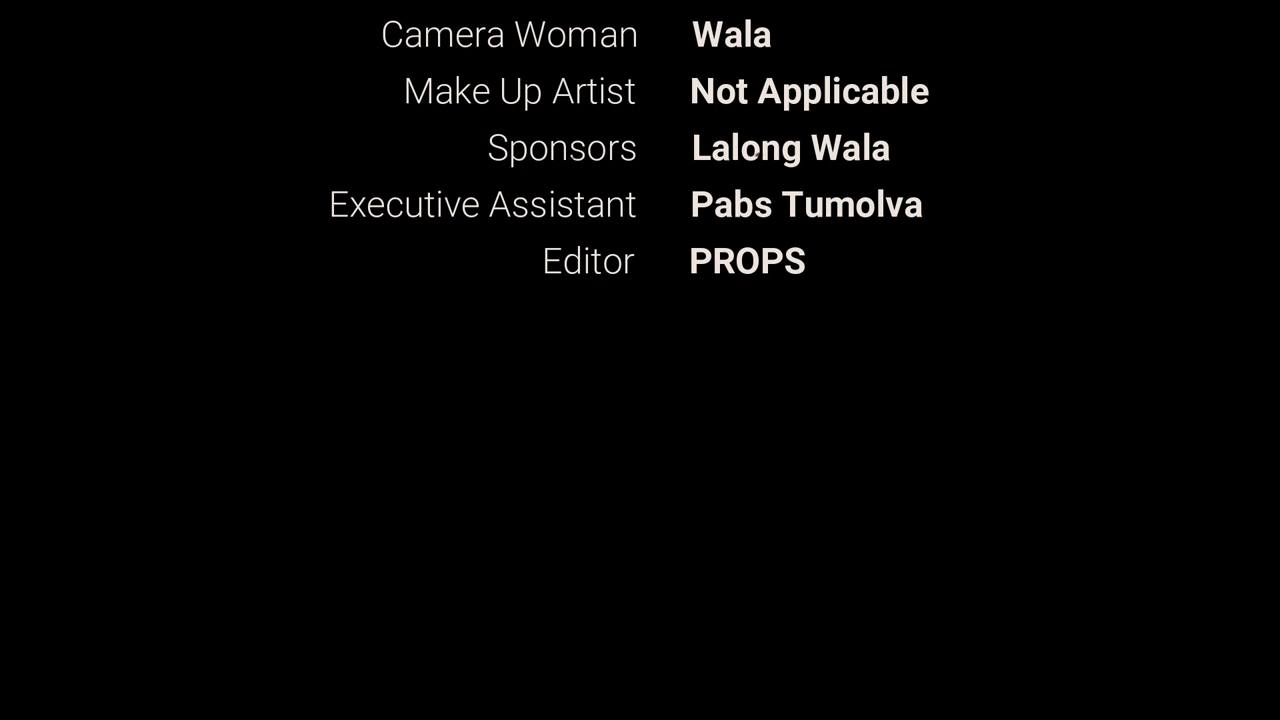 Camera Woman Wala
Make Up Artist Not Applicable
Sponsors Lalong Wala
Executive Assistant Pabs Tumolva
Editor PROPS